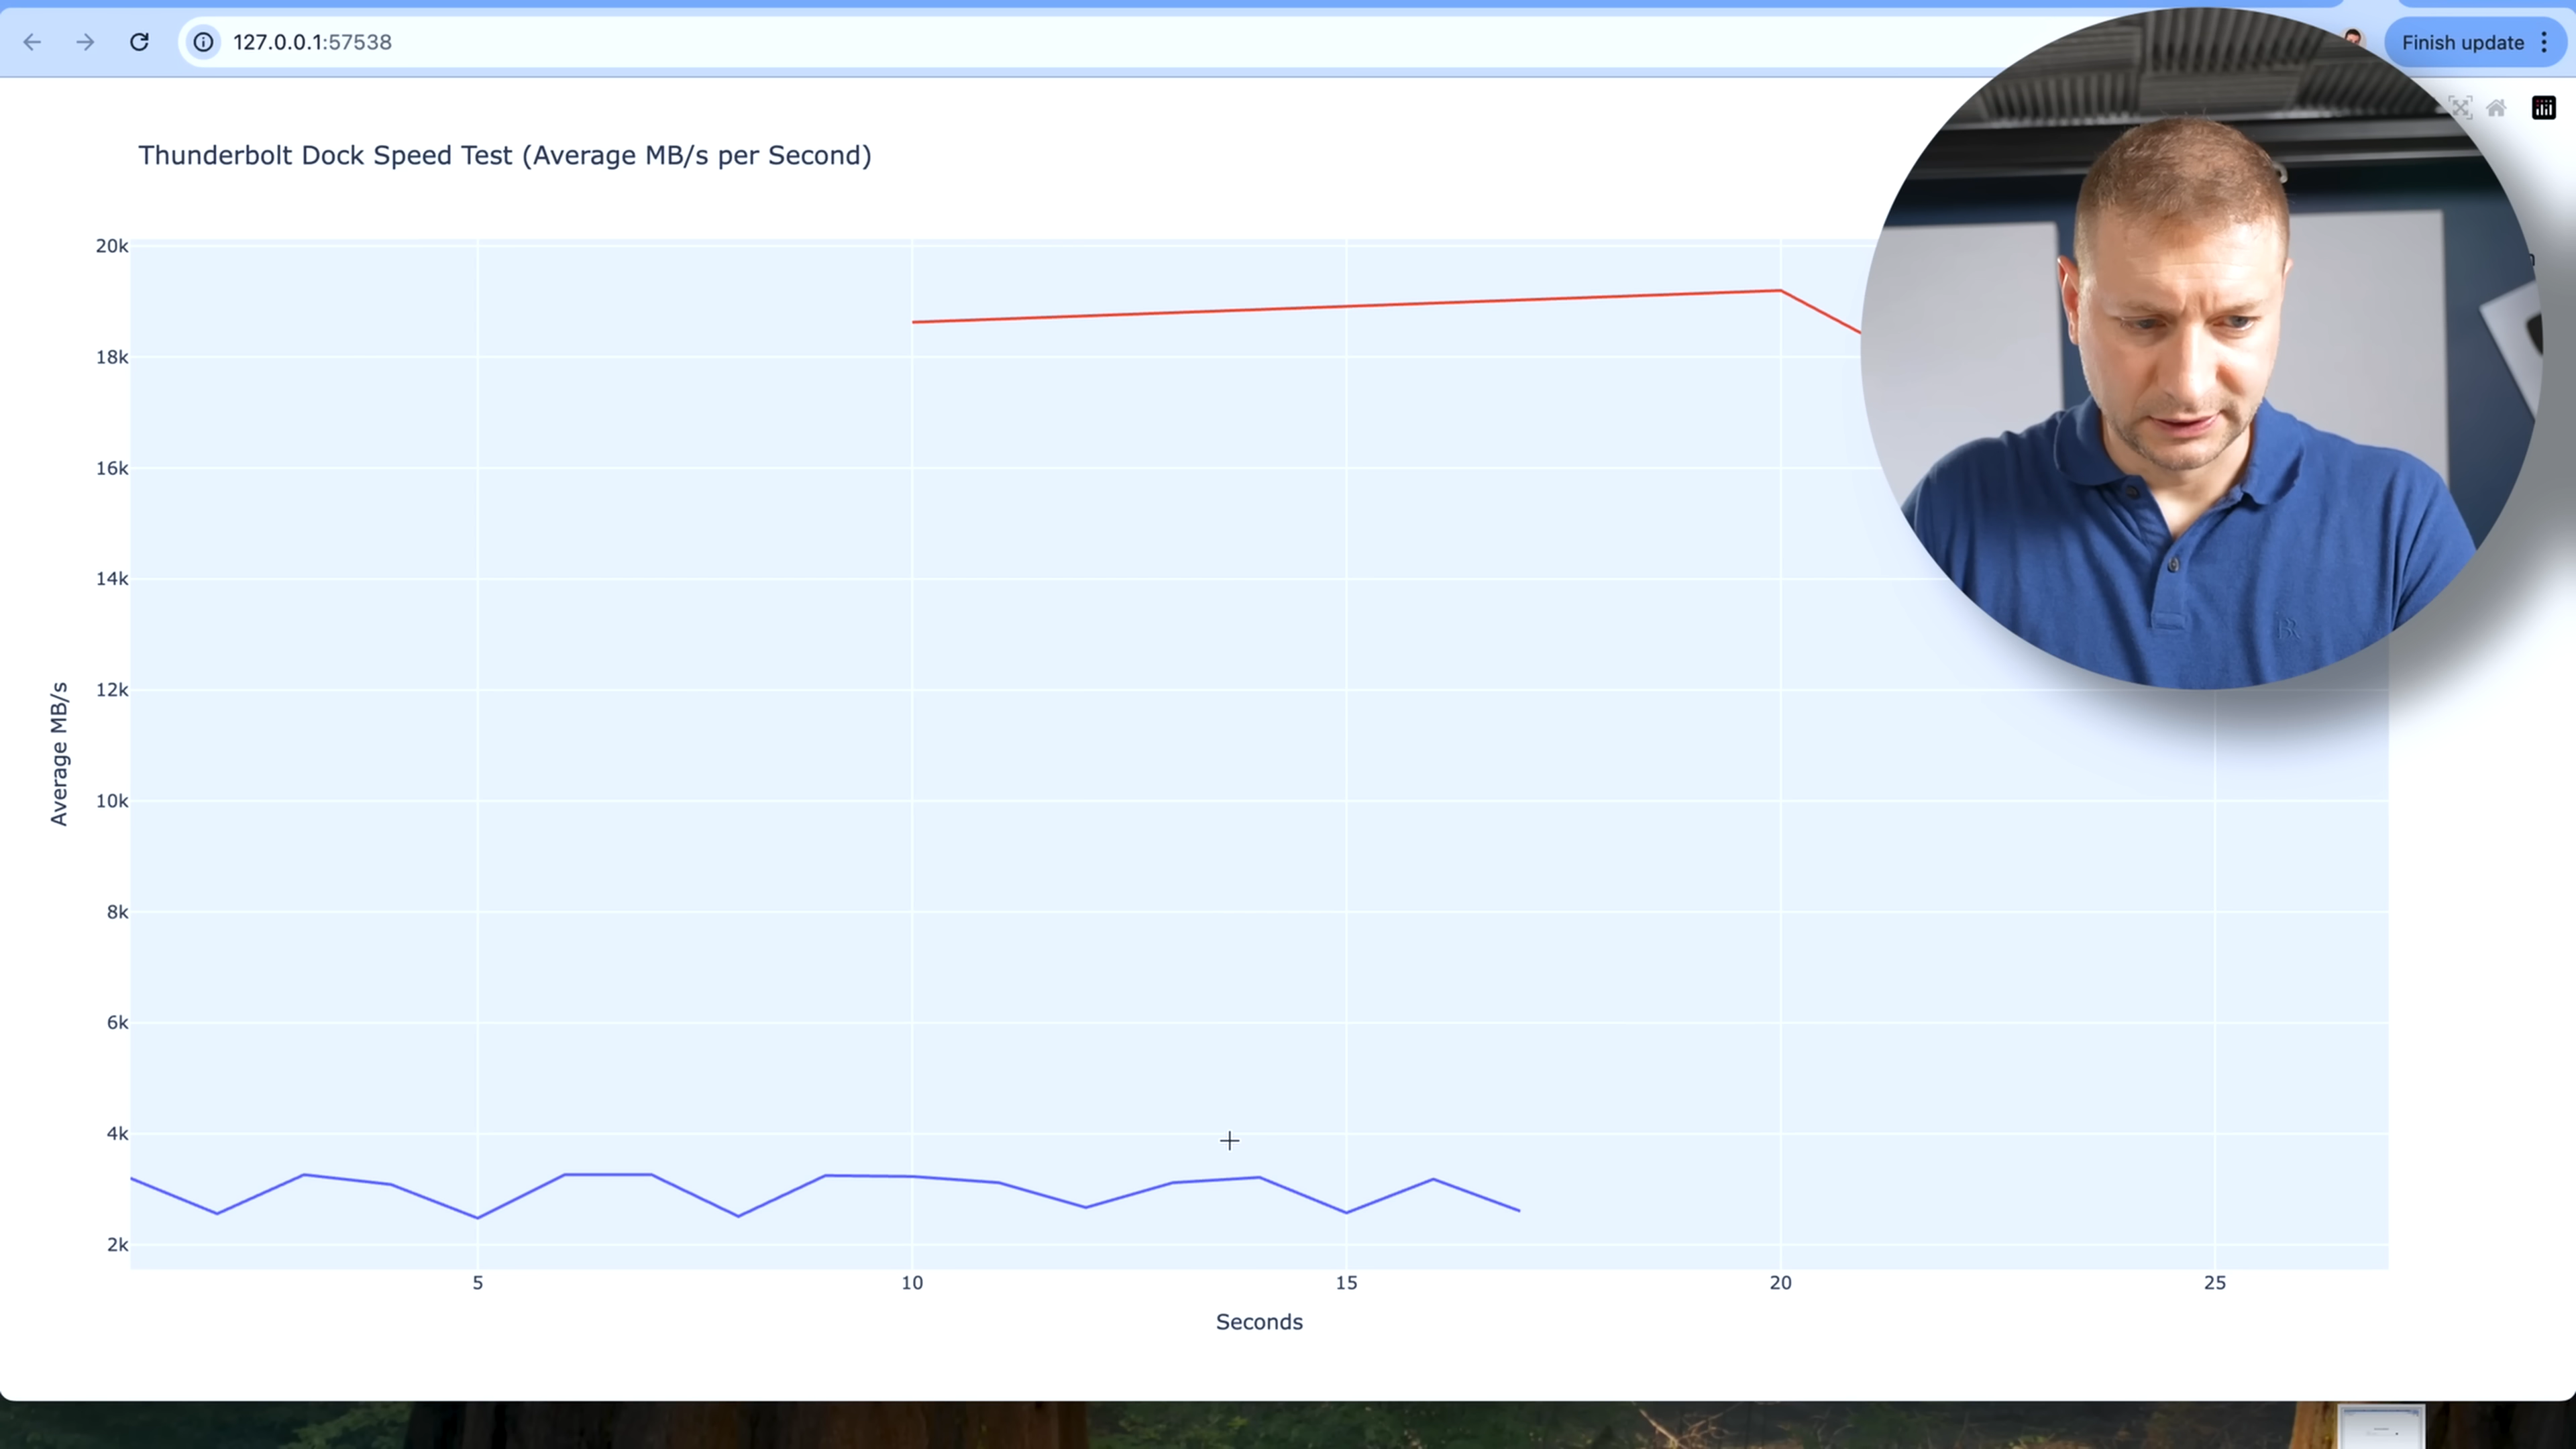 127.0.0.1:57538
Finish update
Thunderbolt Dock Speed Test (Average MB/s per Second)
20k
18k
16k
14k
12k
10k
8k
6k
4k
2k
Average MB/s
5
10
15
20
25
Seconds